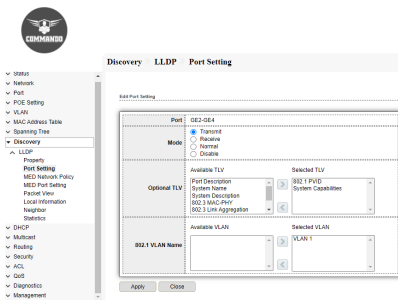 COMMANDO
Discovery LLDP Port Setting
Status
Network
Port
POE Setting
VLAN
MAC Address Table
Spanning Tree
Discovery
LLDP
Property
Port Setting
MED Network Policy
MED Port Setting
Packet View
Local Information
Neighbor
Statistics
DHCP
Multicast
Routing
Security
ACL
QoS
Diagnostics
Management
Edit Port Setting
Port GE2-GE4
Mode
Transmit
Receive
Normal
Disable
Optional TLV
Available TLV
Port Description
System Name
System Description
802.3 MAC-PHY
802.3 Link Aggregation
Selected TLV
802.1 PVID
System Capabilities
802.1 VLAN Name
Available VLAN
Selected VLAN
VLAN 1
Apply Close